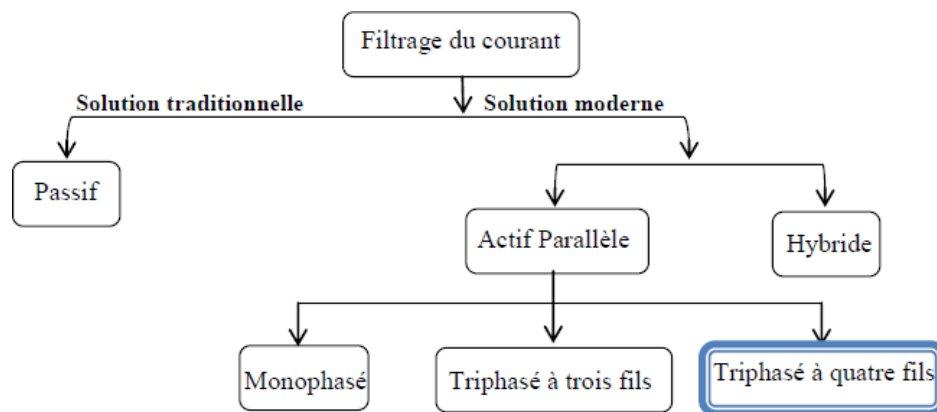 Filtrage du courant
Solution traditionnelle
Solution moderne
Passif
Actif Parallèle
Hybride
Monophasé
Triphasé à trois fils
Triphasé à quatre fils